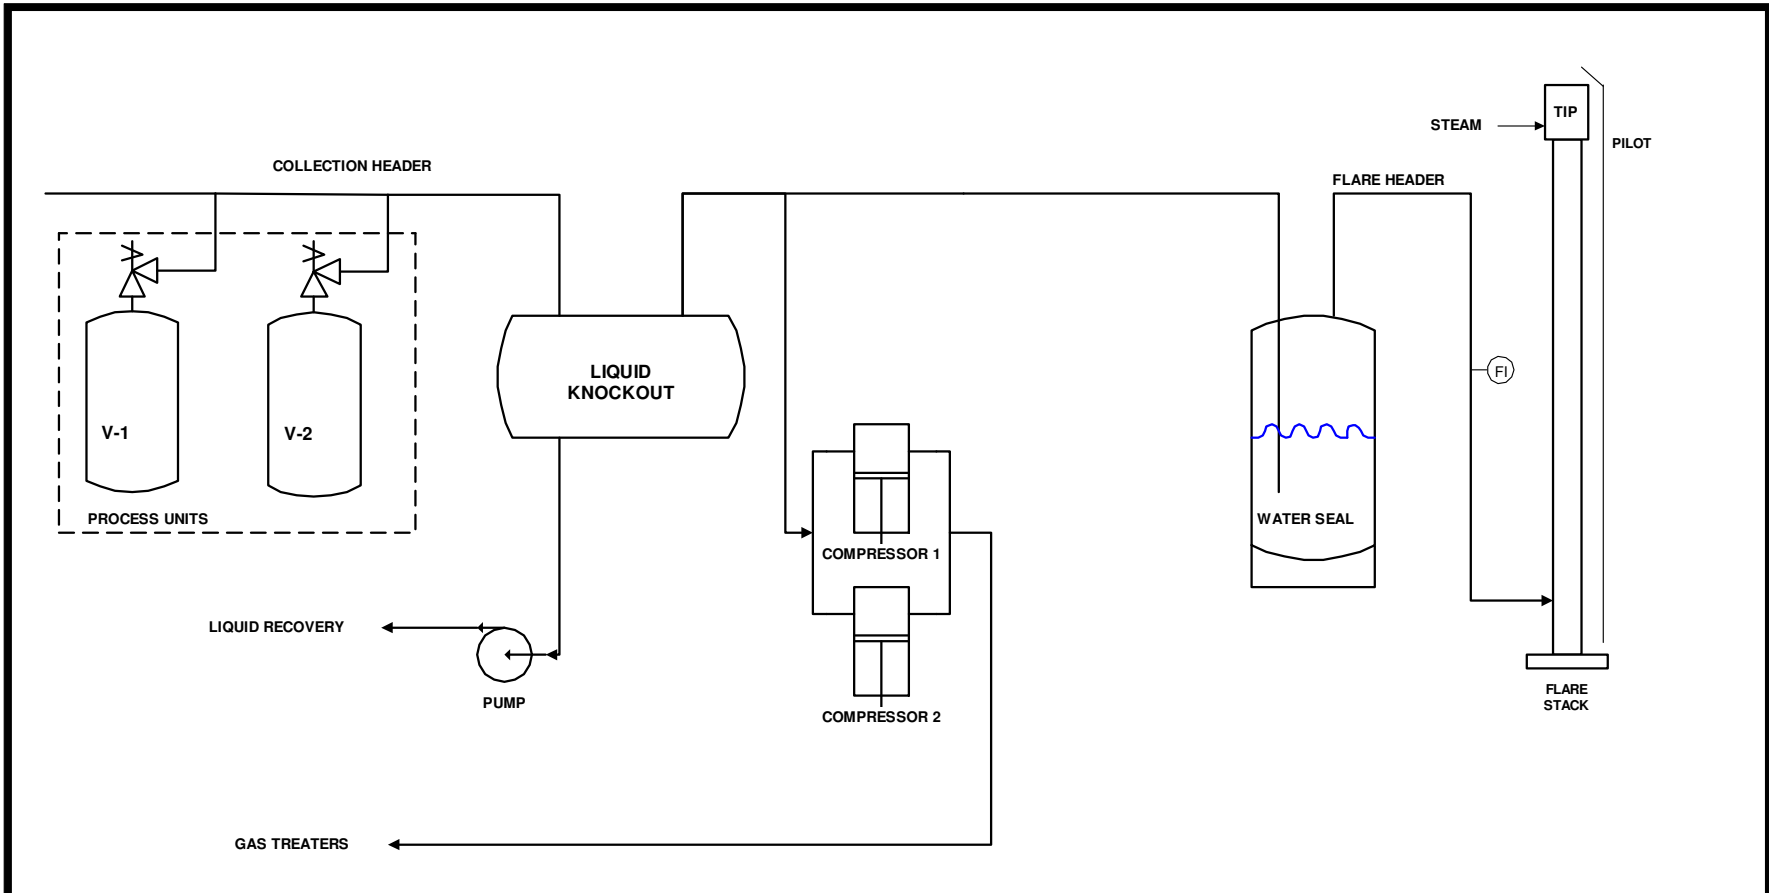 TIP
STEAM
PILOT
COLLECTION HEADER
FLARE HEADER
LIQUID
KNOCKOUT
FI
V-1
V-2
PROCESS UNITS
WATER SEAL
COMPRESSOR 1
LIQUID RECOVERY
PUMP
COMPRESSOR 2
FLARE
STACK
GAS TREATERS